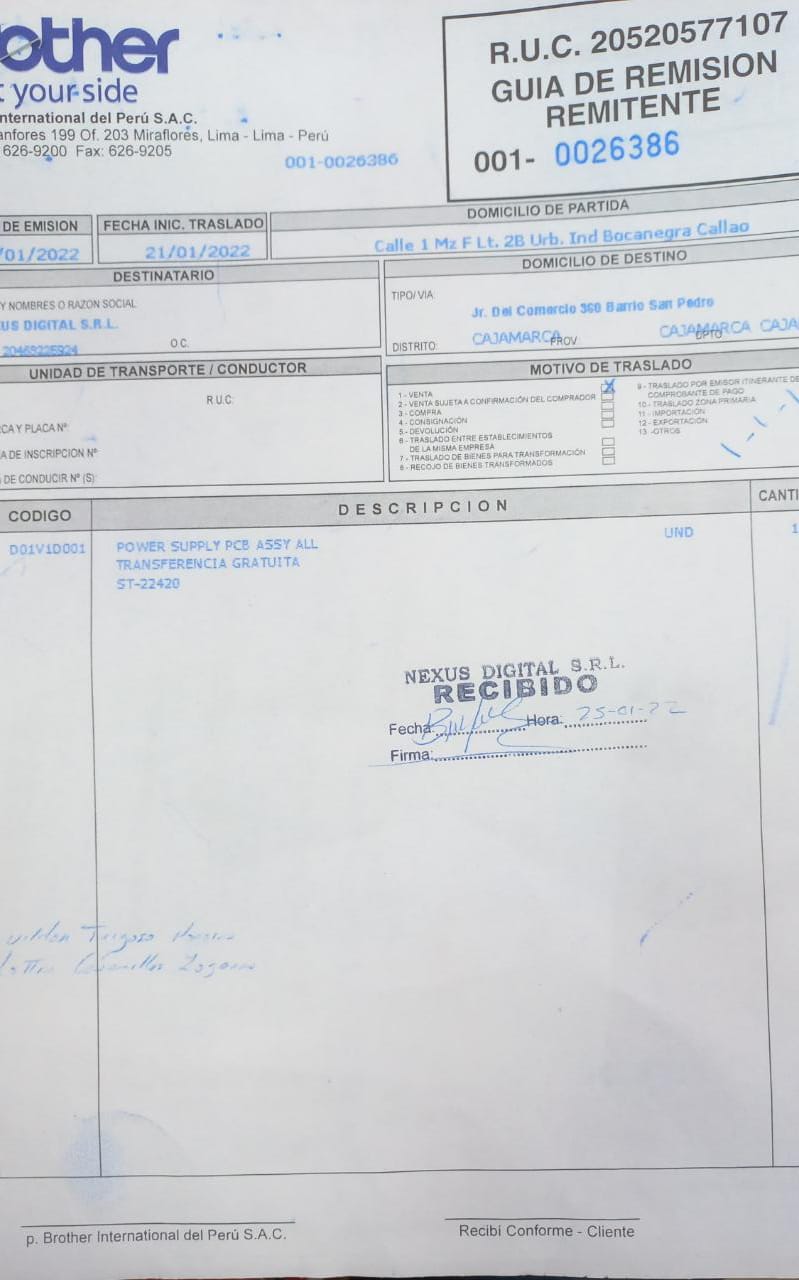 other
your side
nternational del Perú S.A.C.
anfores 199 Of. 203 Miraflores, Lima - Lima - Perú
626-9200 Fax: 626-9205
001-0026386
R.U.C. 20520577107
GUIA DE REMISION
REMITENTE
001- 0026386
DE EMISION
/01/2022
FECHA INIC. TRASLADO
21/01/2022
DOMICILIO DE PARTIDA
Calle 1 Mz F Lt. 2B Urb. Ind Bocanegra Callao
DESTINATARIO
Y NOMBRES O RAZON SOCIAL
US DIGITAL S.R.L.
O.C.
DOMICILIO DE DESTINO
TIPO/VIA:
Jr. Del Comercio 360 Barrio San Pedro
DISTRITO: CAJAMARCA PROV CAJAMARCA DPTO CAJA
UNIDAD DE TRANSPORTE / CONDUCTOR
R.U.C.
CA Y PLACA Nº
A DE INSCRIPCION Nº
DE CONDUCIR Nº (S)
MOTIVO DE TRASLADO
1 - VENTA X
2 - VENTA SUJETA A CONFIRMACIÓN DEL COMPRADOR
3 - COMPRA
4 - CONSIGNACIÓN
5 - DEVOLUCIÓN
6 - TRASLADO ENTRE ESTABLECIMIENTOS
DE LA MISMA EMPRESA
7 - TRASLADO DE BIENES PARA TRANSFORMACIÓN
8 - RECOJO DE BIENES TRANSFORMADOS
9 - TRASLADO POR EMISOR ITINERANTE DE
COMPROBANTE DE PAGO
10 - TRASLADO ZONA PRIMARIA
11 - IMPORTACIÓN
12 - EXPORTACIÓN
13 - OTROS
CODIGO
DESCRIPCION
CANTI
D01V1D001 POWER SUPPLY PCB ASSY ALL UND 1
TRANSFERENCIA GRATUITA
ST-22420
NEXUS DIGITAL S.R.L.
RECIBIDO
Fecha: Hora: 25-01-22
Firma:
p. Brother International del Perú S.A.C.
Recibí Conforme - Cliente